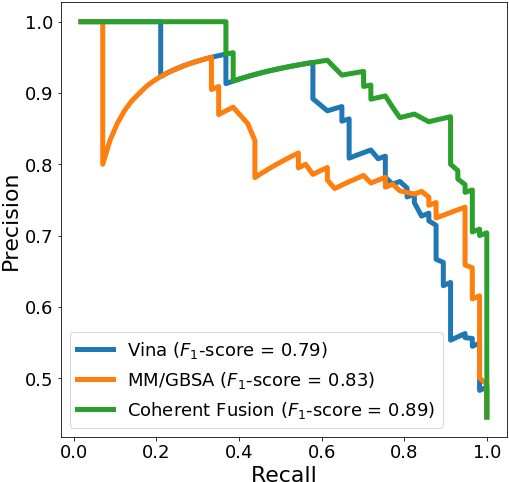 1.0
0.9
0.8
0.7
0.6
0.5
Precision
Vina (F1-score = 0.79)
MM/GBSA (F1-score = 0.83)
Coherent Fusion (F1-score = 0.89)
0.0 0.2 0.4 0.6 0.8 1.0
Recall